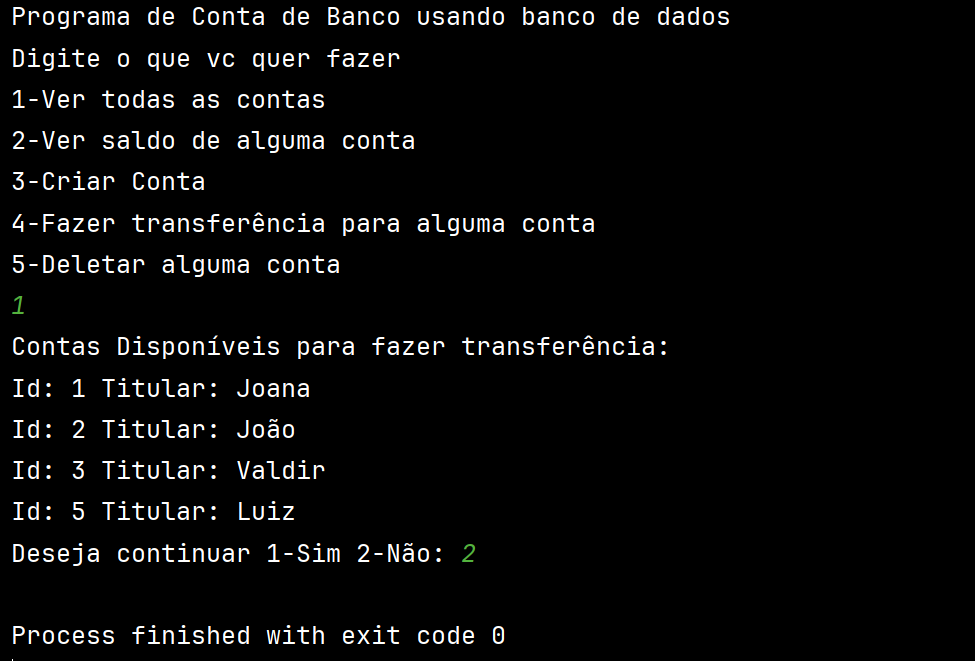 Programa de Conta de Banco usando banco de dados
Digite o que vc quer fazer
1-Ver todas as contas
2-Ver saldo de alguma conta
3-Criar Conta
4-Fazer transferência para alguma conta
5-Deletar alguma conta
1
Contas Disponíveis para fazer transferência:
Id: 1 Titular: Joana
Id: 2 Titular: João
Id: 3 Titular: Valdir
Id: 5 Titular: Luiz
Deseja continuar 1-Sim 2-Não: 2
Process finished with exit code 0